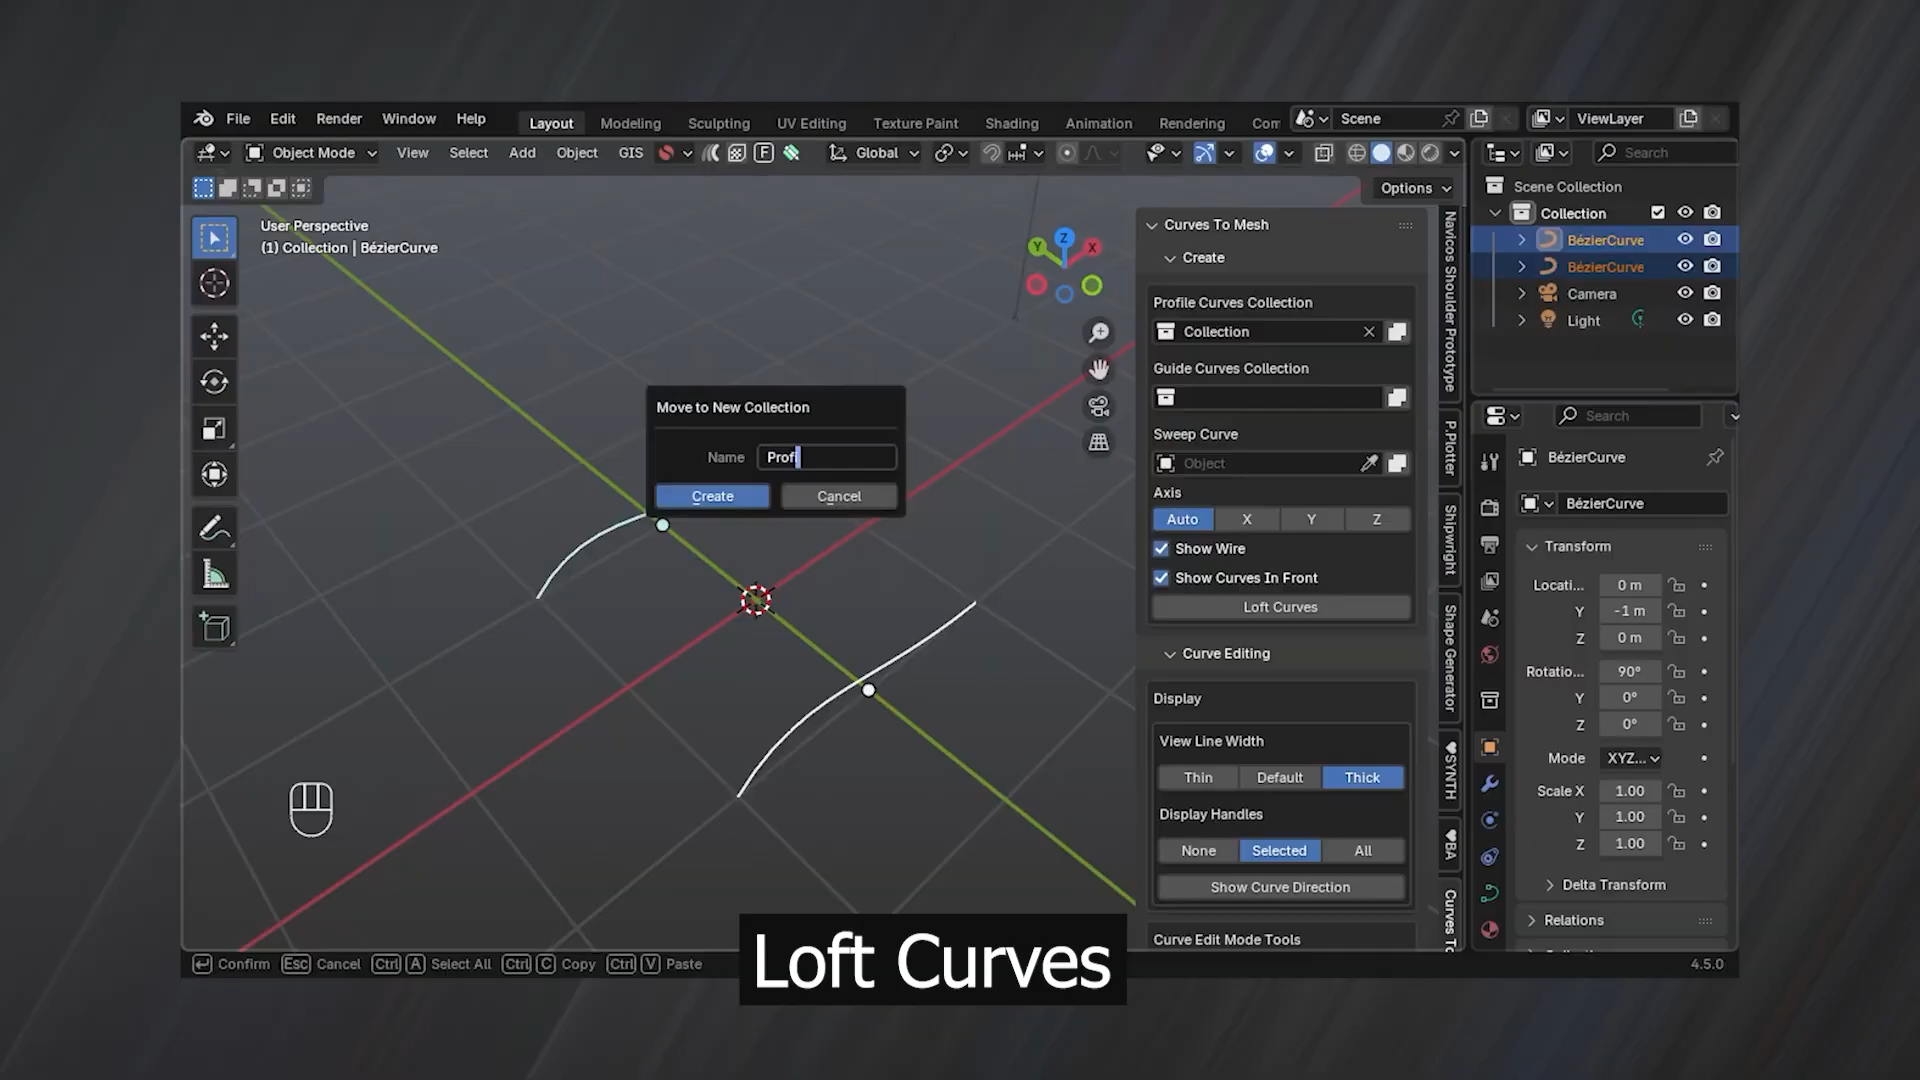 File Edit Render Window Help Layout Modeling Sculpting UV Editing Texture Paint Shading Animation Rendering Com Scene ViewLayer
Object Mode View Select Add Object GIS F Global Search
Options
User Perspective
(1) Collection | BézierCurve
Z
Y
X
Move to New Collection
Name Profi
Create Cancel
Curves To Mesh
Create
Profile Curves Collection
Collection
Guide Curves Collection
Sweep Curve
Object
Axis
Auto X Y Z
Show Wire
Show Curves In Front
Loft Curves
Curve Editing
Display
View Line Width
Thin Default Thick
Display Handles
None Selected All
Show Curve Direction
Curve Edit Mode Tools
Navicos Shoulder Prototype
P.Plotter
Shipwright
Shape Generator
♥SYNTH
♥BA
Curves To
Scene Collection
Collection
BézierCurve
BézierCurve
Camera
Light
Search
BézierCurve
BézierCurve
Transform
Locati... 0 m
Y -1 m
Z 0 m
Rotatio... 90°
Y 0°
Z 0°
Mode XYZ...
Scale X 1.00
Y 1.00
Z 1.00
Delta Transform
Relations
Confirm Esc Cancel Ctrl A Select All Ctrl C Copy Ctrl V Paste
4.5.0
Loft Curves